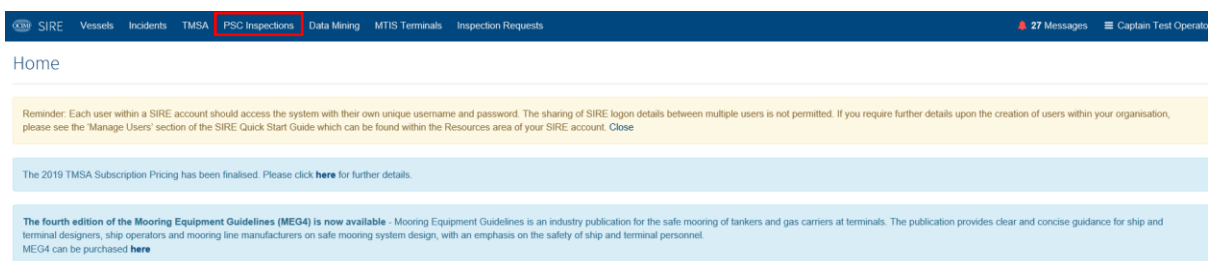 OCIMF SIRE Vessels Incidents TMSA PSC Inspections Data Mining MTIS Terminals Inspection Requests 27 Messages Captain Test Operato
Home
Reminder: Each user within a SIRE account should access the system with their own unique username and password. The sharing of SIRE logon details between multiple users is not permitted. If you require further details upon the creation of users within your organisation,
please see the 'Manage Users' section of the SIRE Quick Start Guide which can be found within the Resources area of your SIRE account. Close
The 2019 TMSA Subscription Pricing has been finalised. Please click here for further details.
The fourth edition of the Mooring Equipment Guidelines (MEG4) is now available - Mooring Equipment Guidelines is an industry publication for the safe mooring of tankers and gas carriers at terminals. The publication provides clear and concise guidance for ship and
terminal designers, ship operators and mooring line manufacturers on safe mooring system design, with an emphasis on the safety of ship and terminal personnel.
MEG4 can be purchased here